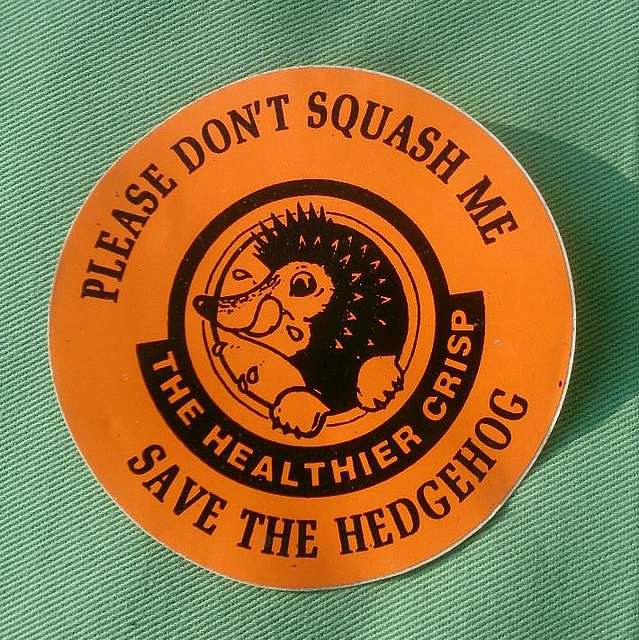 PLEASE DON'T SQUASH ME
THE HEALTHIER CRISP
SAVE THE HEDGEHOG